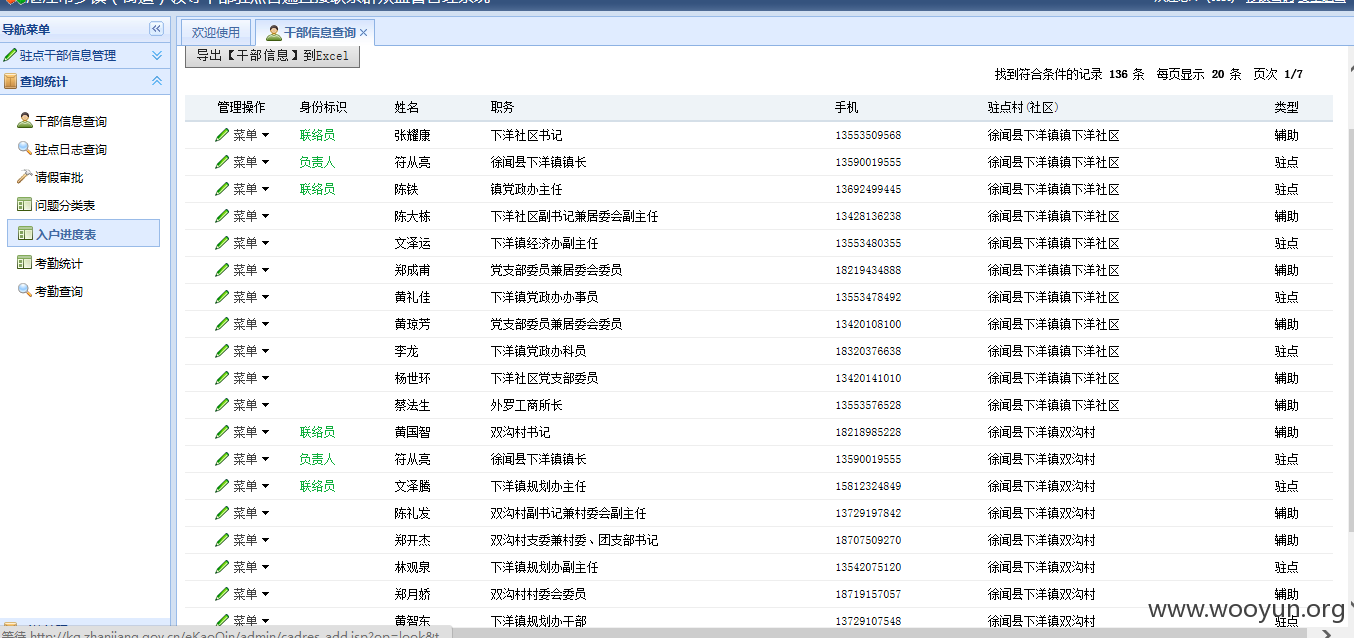 导航菜单
驻点干部信息管理
查询统计
干部信息查询
驻点日志查询
请假审批
问题分类表
入户进度表
考勤统计
考勤查询
欢迎使用 干部信息查询 ×
导出【干部信息】到Excel
找到符合条件的记录 136 条 每页显示 20 条 页次 1/7
管理操作 身份标识 姓名 职务 手机 驻点村(社区) 类型
菜单 联络员 张耀康 下洋社区书记 13553509568 徐闻县下洋镇镇下洋社区 辅助
菜单 负责人 符从亮 徐闻县下洋镇镇长 13590019555 徐闻县下洋镇镇下洋社区 驻点
菜单 联络员 陈铁 镇党政办主任 13692499445 徐闻县下洋镇镇下洋社区 驻点
菜单 陈大栋 下洋社区副书记兼居委会副主任 13428136238 徐闻县下洋镇镇下洋社区 辅助
菜单 文泽运 下洋镇经济办副主任 13553480355 徐闻县下洋镇镇下洋社区 驻点
菜单 郑成甫 党支部委员兼居委会委员 18219434888 徐闻县下洋镇镇下洋社区 辅助
菜单 黄礼佳 下洋镇党政办办事员 13553478492 徐闻县下洋镇镇下洋社区 驻点
菜单 黄琼芳 党支部委员兼居委会委员 13420108100 徐闻县下洋镇镇下洋社区 辅助
菜单 李龙 下洋镇党政办科员 18320376638 徐闻县下洋镇镇下洋社区 驻点
菜单 杨世环 下洋社区党支部委员 13420141010 徐闻县下洋镇镇下洋社区 辅助
菜单 蔡法生 外罗工商所长 13553576528 徐闻县下洋镇镇下洋社区 辅助
菜单 联络员 黄国智 双沟村书记 18218985228 徐闻县下洋镇双沟村 辅助
菜单 负责人 符从亮 徐闻县下洋镇镇长 13590019555 徐闻县下洋镇双沟村 驻点
菜单 联络员 文泽腾 下洋镇规划办主任 15812324849 徐闻县下洋镇双沟村 驻点
菜单 陈礼发 双沟村副书记兼村委会副主任 13729197842 徐闻县下洋镇双沟村 辅助
菜单 郑开杰 双沟村支委兼村委、团支部书记 18707509270 徐闻县下洋镇双沟村 辅助
菜单 林观泉 下洋镇规划办副主任 13542075120 徐闻县下洋镇双沟村 驻点
菜单 郑月娇 双沟村村委会委员 18719157057 徐闻县下洋镇双沟村 辅助
菜单 黄智东 下洋镇规划办干部 13729107548 徐闻县下洋镇双沟村 驻点
www.wooyun.org